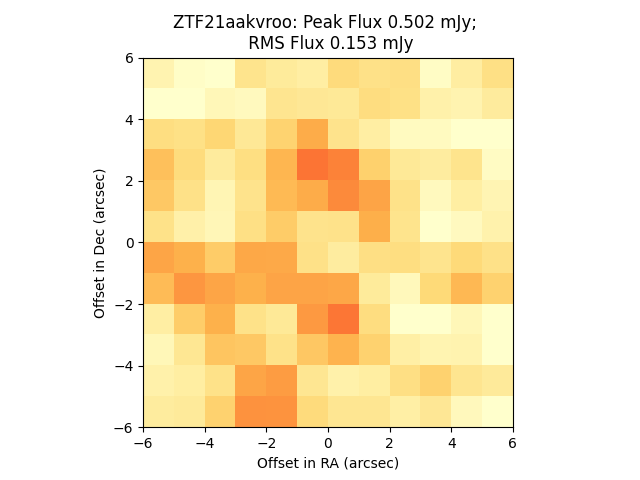 ZTF21aakvroo: Peak Flux 0.502 mJy;
RMS Flux 0.153 mJy
6
4
2
0
−2
−4
−6
Offset in Dec (arcsec)
−6 −4 −2 0 2 4 6
Offset in RA (arcsec)